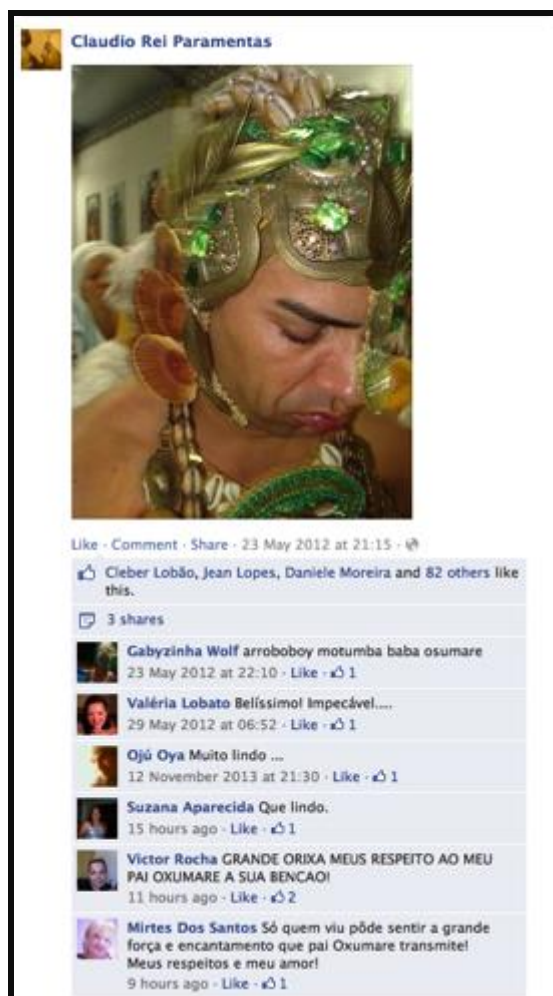 Claudio Rei Paramentas
Like · Comment · Share · 23 May 2012 at 21:15 ·
Cleber Lobão, Jean Lopes, Daniele Moreira and 82 others like
this.
3 shares
Gabyzinha Wolf arroboboy motumba baba osumare
23 May 2012 at 22:10 · Like · 1
Valéria Lobato Belíssimo! Impecável....
29 May 2012 at 06:52 · Like · 1
Ojú Oya Muito lindo ...
12 November 2013 at 21:30 · Like · 1
Suzana Aparecida Que lindo.
15 hours ago · Like · 1
Victor Rocha GRANDE ORIXA MEUS RESPEITO AO MEU
PAI OXUMARE A SUA BENCAO!
11 hours ago · Like · 2
Mirtes Dos Santos Só quem viu pôde sentir a grande
força e encantamento que pai Oxumare transmite!
Meus respeitos e meu amor!
9 hours ago · Like · 1